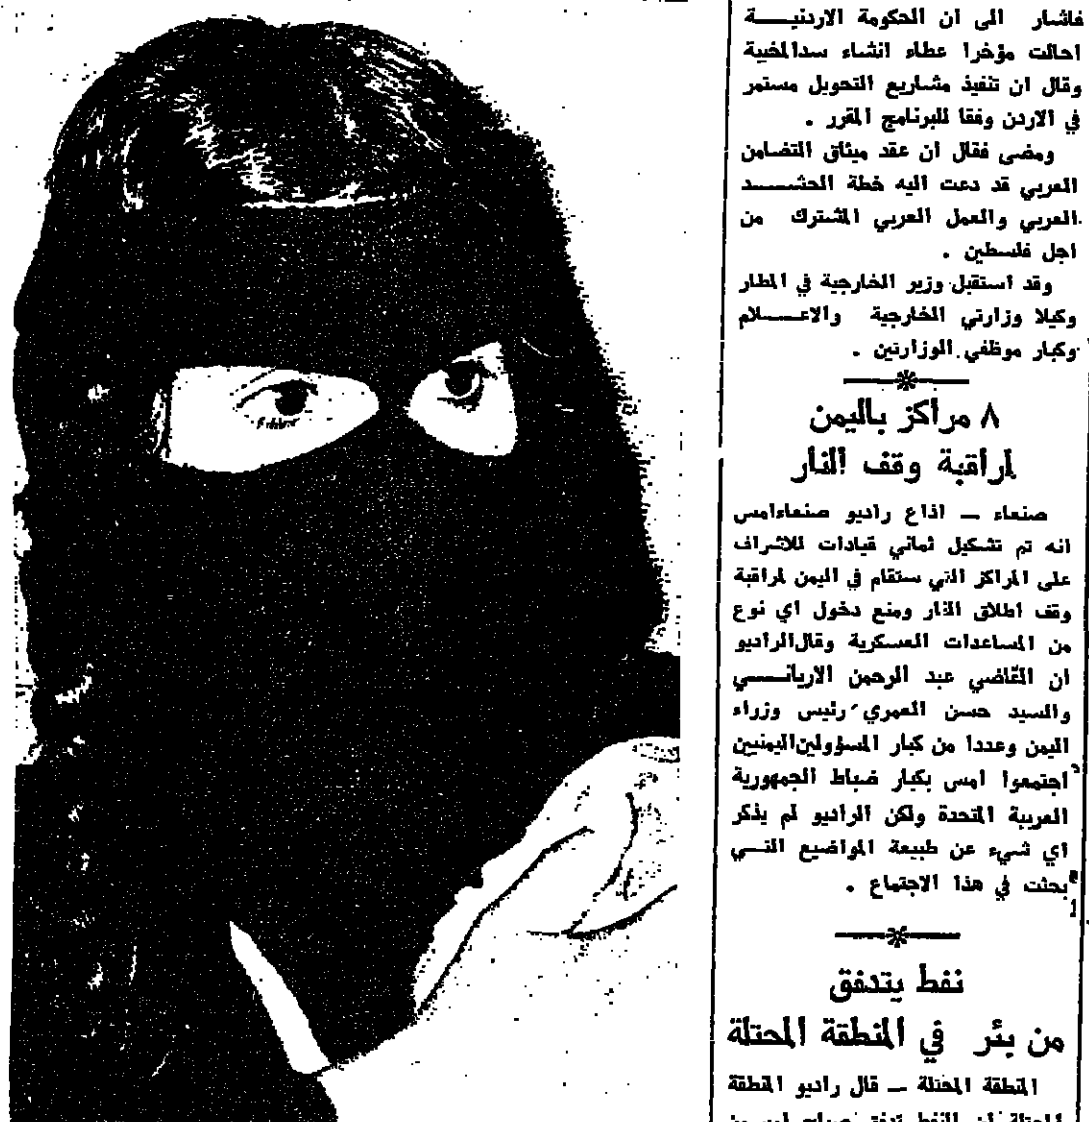 فاشار الى ان الحكومة الاردنيـــة
احالت مؤخرا عطاء انشاء سدالمخيبة
وقال ان تنفيذ مشاريع التحويل مستمر
في الاردن وفقا للبرنامج المقرر .
ومضى فقال ان عقد ميثاق التضامن
العربي قد دعت اليه خطة الحشـــد
العربي والعمل العربي المشترك من
اجل فلسطين .
وقد استقبل وزير الخارجية في المطار
وكيلا وزارتي الخارجية والاعـــلام
وكبار موظفي الوزارتين .
٨ مراكز باليمن
لمراقبة وقف النار
صنعاء ــ اذاع راديو صنعاءامس
انه تم تشكيل ثماني قيادات للاشراف
على المراكز التي ستقام في اليمن لمراقبة
وقف اطلاق النار ومنع دخول اي نوع
من المساعدات العسكرية وقالالراديو
ان القاضي عبد الرحمن الاريانـــي
والسيد حسن العمري رئيس وزراء
اليمن وعددا من كبار المسؤوليناليمنيين
اجتمعوا امس بكبار ضباط الجمهورية
العربية المتحدة ولكن الراديو لم يذكر
اي شيء عن طبيعة المواضيع التـــي
بحثت في هذا الاجتماع .
نفط يتدفق
من بئر في المنطقة المحتلة
المنطقة المحتلة ــ قال راديو المنطقة